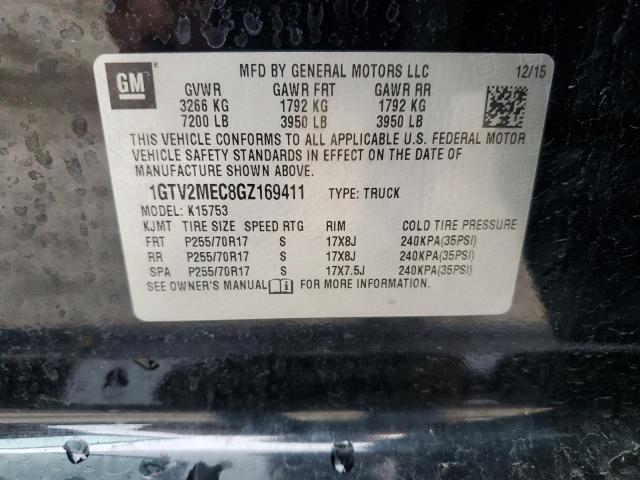 GM
MFD BY GENERAL MOTORS LLC 12/15
GVWR GAWR FRT GAWR RR
3266 KG 1792 KG 1792 KG
7200 LB 3950 LB 3950 LB
THIS VEHICLE CONFORMS TO ALL APPLICABLE U.S. FEDERAL MOTOR
VEHICLE SAFETY STANDARDS IN EFFECT ON THE DATE OF
MANUFACTURE SHOWN ABOVE.
1GTV2MEC8GZ169411 TYPE: TRUCK
MODEL: K15753
KJMT TIRE SIZE SPEED RTG RIM COLD TIRE PRESSURE
FRT P255/70R17 S 17X8J 240KPA(35PSI)
RR P255/70R17 S 17X8J 240KPA(35PSI)
SPA P255/70R17 S 17X7.5J 240KPA(35PSI)
SEE OWNER'S MANUAL FOR MORE INFORMATION.